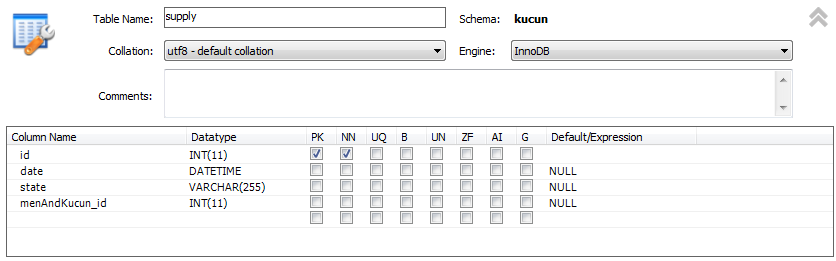 Table Name: supply Schema: kucun
Collation: utf8 - default collation Engine: InnoDB
Comments:
Column Name Datatype PK NN UQ B UN ZF AI G Default/Expression
id INT(11)
date DATETIME NULL
state VARCHAR(255) NULL
menAndKucun_id INT(11) NULL